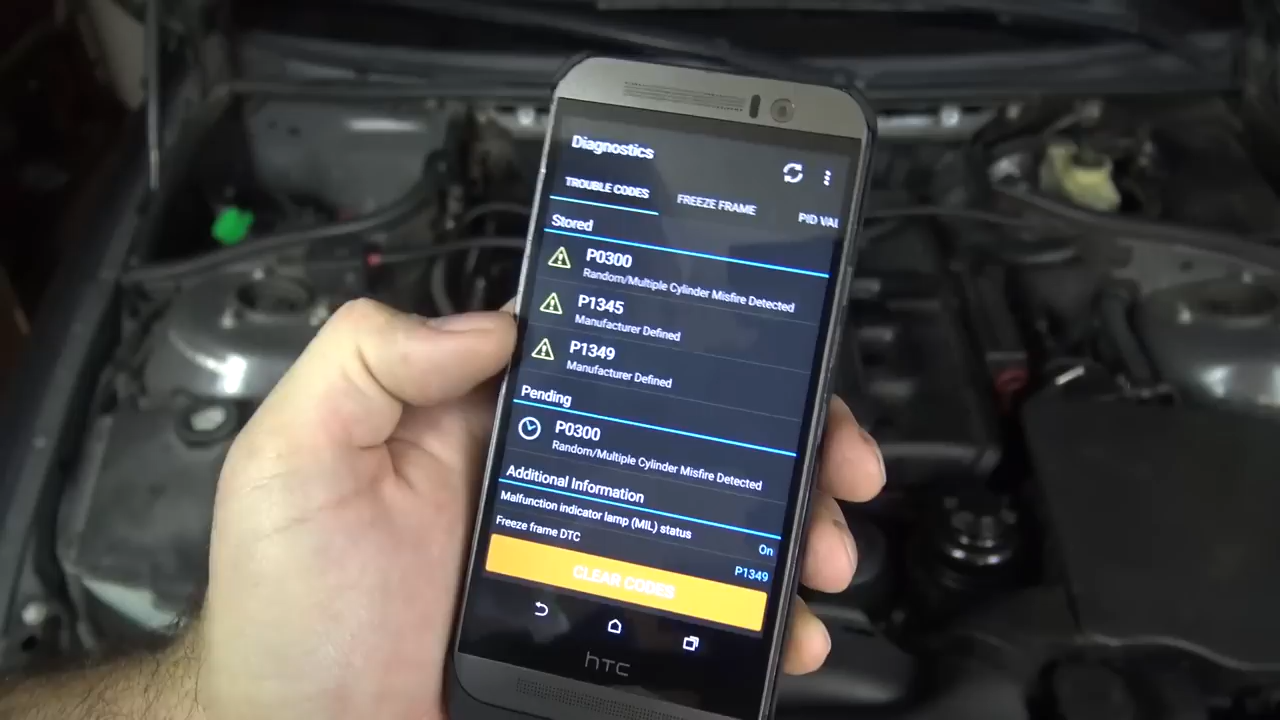 Diagnostics
TROUBLE CODES
FREEZE FRAME
PID VAL
Stored
P0300
Random/Multiple Cylinder Misfire Detected
P1345
Manufacturer Defined
P1349
Manufacturer Defined
Pending
P0300
Random/Multiple Cylinder Misfire Detected
Additional Information
Malfunction indicator lamp (MIL) status
On
Freeze frame DTC
P1349
CLEAR CODES
hTC